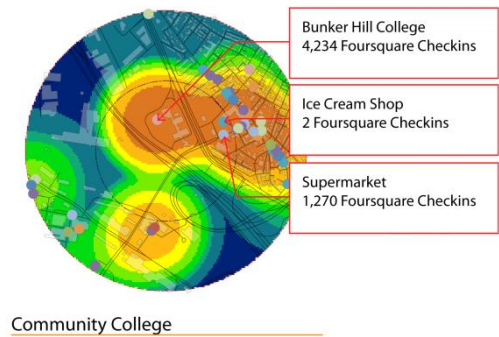 Bunker Hill College
4,234 Foursquare Checkins
Ice Cream Shop
2 Foursquare Checkins
Supermarket
1,270 Foursquare Checkins
Community College